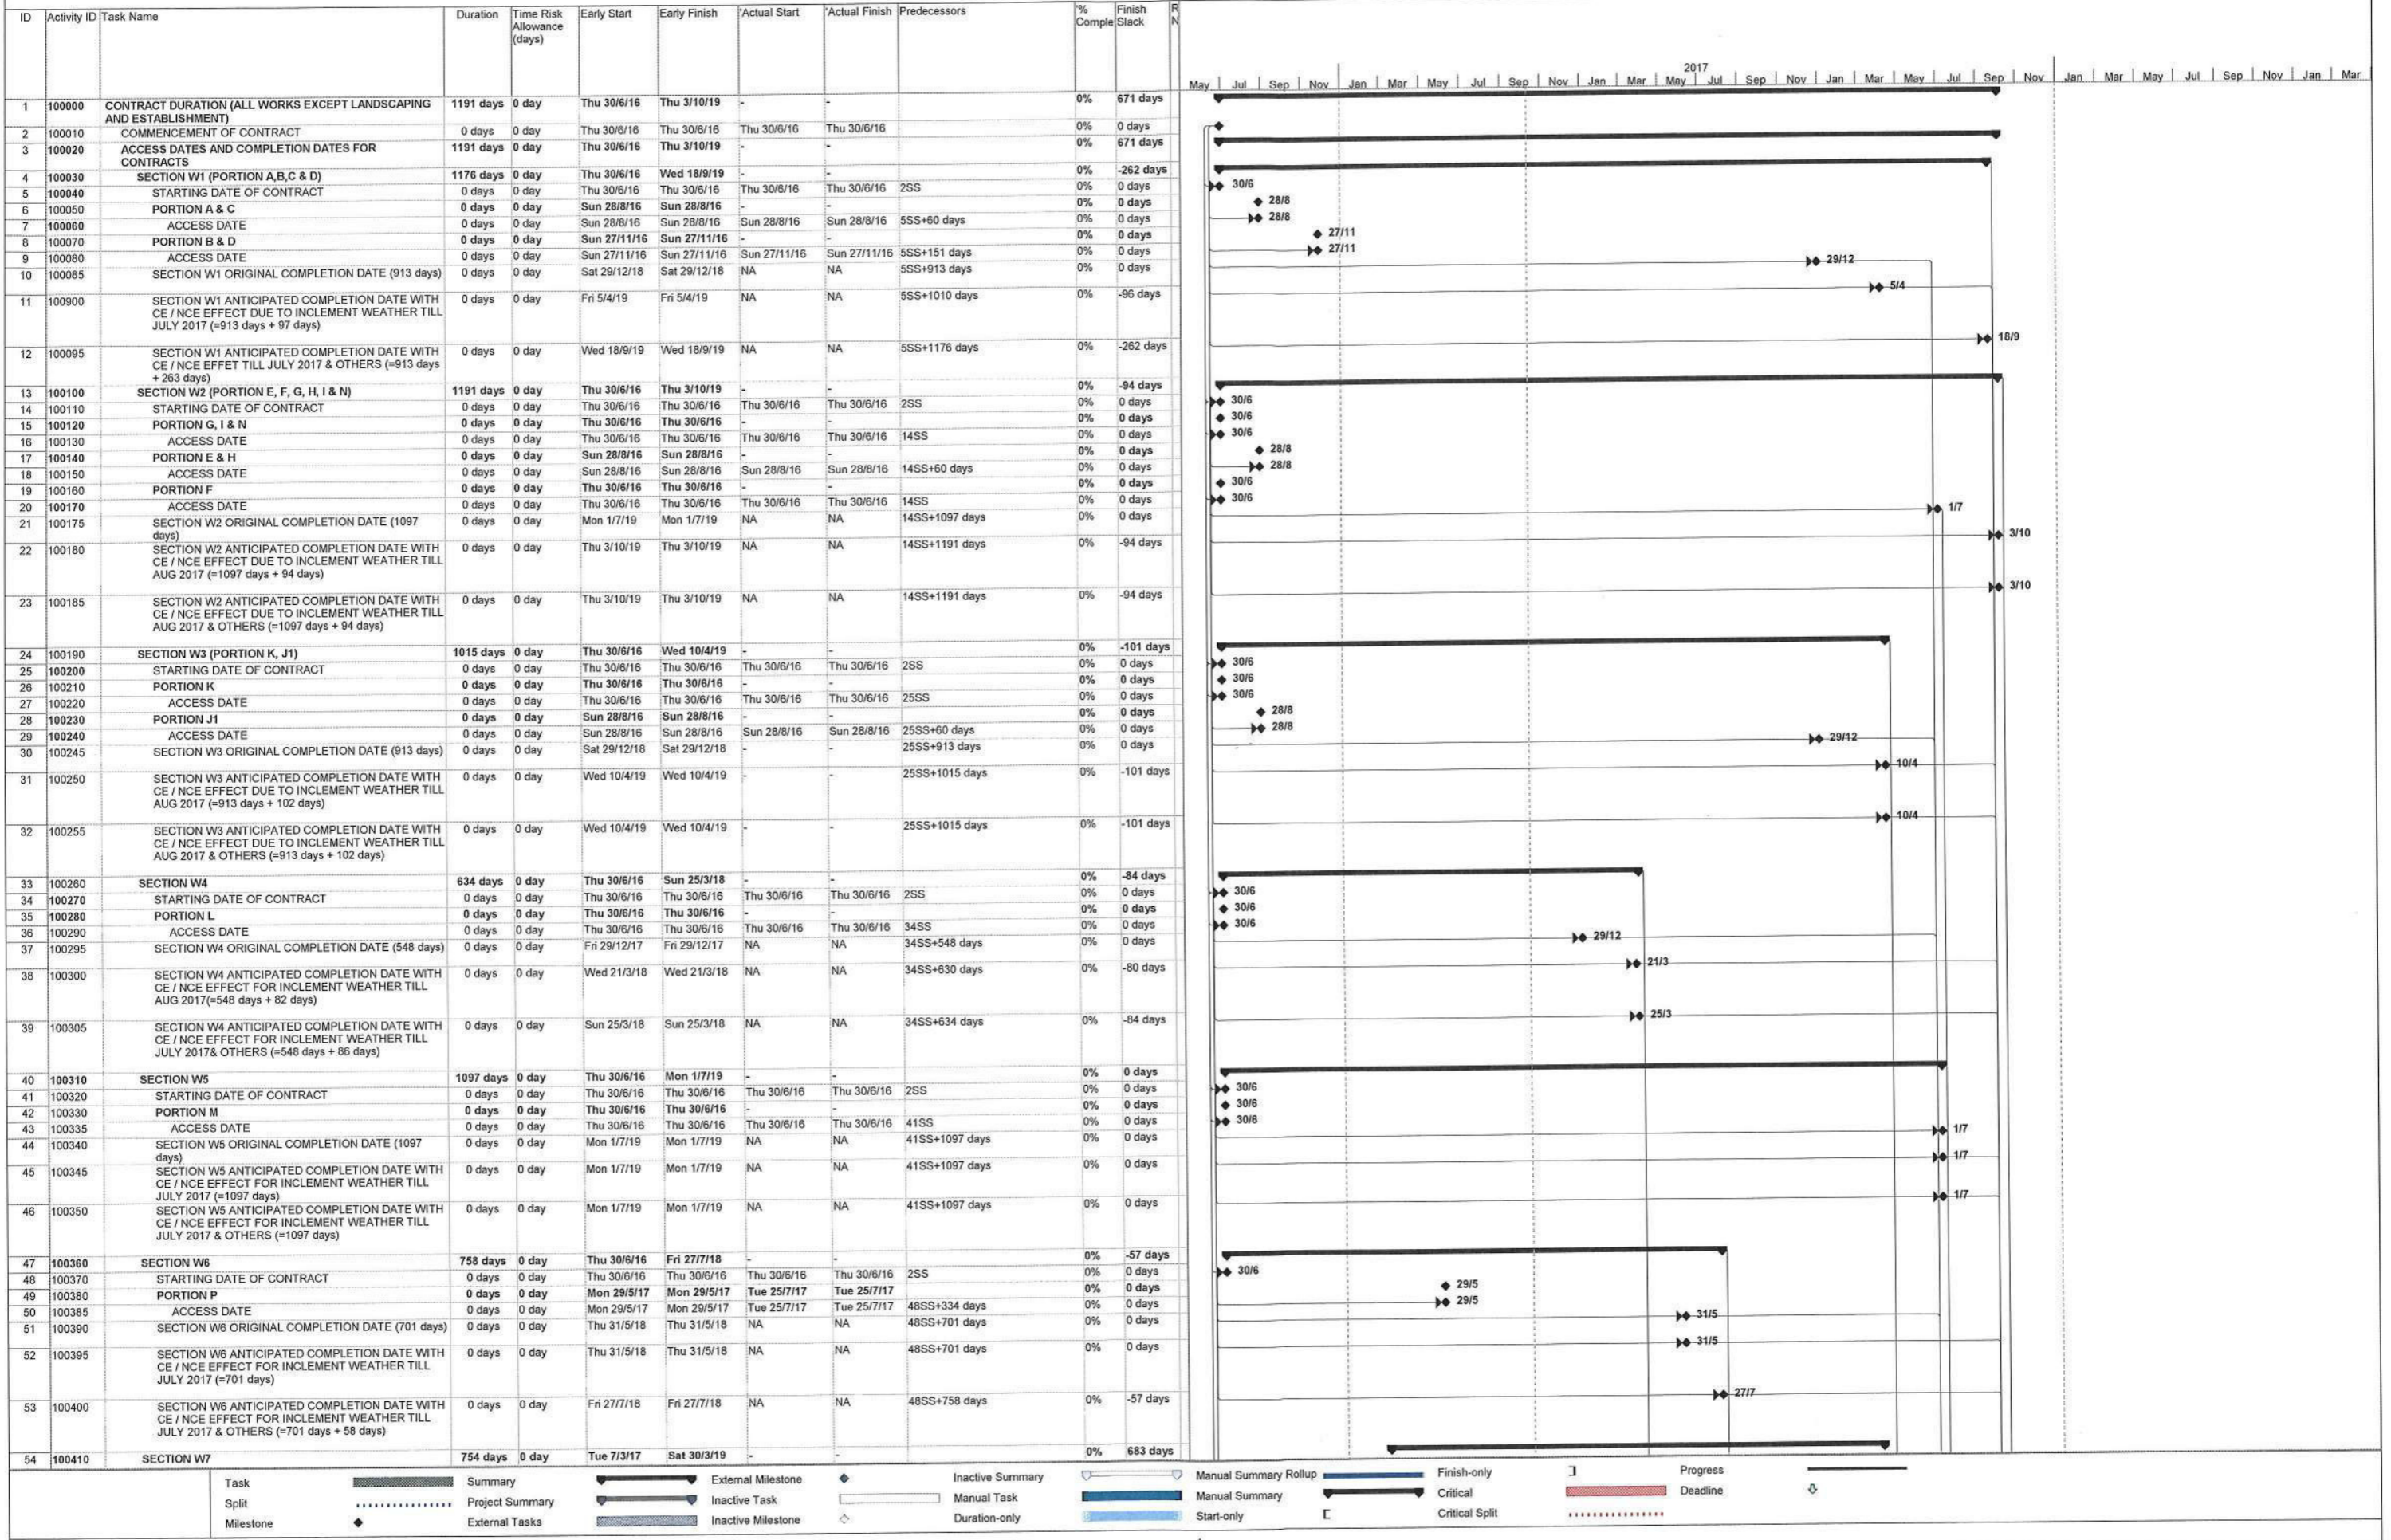 ID Activity ID Task Name Duration Time Risk Allowance (days) Early Start Early Finish 'Actual Start 'Actual Finish Predecessors % Comple Finish Slack R N
2017
May Jul Sep Nov Jan Mar May Jul Sep Nov Jan Mar May Jul Sep Nov Jan Mar May Jul Sep Nov Jan Mar May Jul Sep Nov Jan Mar
1 100000 CONTRACT DURATION (ALL WORKS EXCEPT LANDSCAPING 1191 days 0 day Thu 30/6/16 Thu 3/10/19 - - 0% 671 days
AND ESTABLISHMENT)
2 100010 COMMENCEMENT OF CONTRACT 0 days 0 day Thu 30/6/16 Thu 30/6/16 Thu 30/6/16 Thu 30/6/16 0% 0 days
3 100020 ACCESS DATES AND COMPLETION DATES FOR 1191 days 0 day Thu 30/6/16 Thu 3/10/19 - - 0% 671 days
CONTRACTS
4 100030 SECTION W1 (PORTION A,B,C & D) 1176 days 0 day Thu 30/6/16 Wed 18/9/19 - - 0% -262 days
5 100040 STARTING DATE OF CONTRACT 0 days 0 day Thu 30/6/16 Thu 30/6/16 Thu 30/6/16 Thu 30/6/16 2SS 0% 0 days 30/6
6 100050 PORTION A & C 0 days 0 day Sun 28/8/16 Sun 28/8/16 - - 0% 0 days 28/8
7 100060 ACCESS DATE 0 days 0 day Sun 28/8/16 Sun 28/8/16 Sun 28/8/16 Sun 28/8/16 5SS+60 days 0% 0 days 28/8
8 100070 PORTION B & D 0 days 0 day Sun 27/11/16 Sun 27/11/16 - - 0% 0 days 27/11
9 100080 ACCESS DATE 0 days 0 day Sun 27/11/16 Sun 27/11/16 Sun 27/11/16 Sun 27/11/16 5SS+151 days 0% 0 days 27/11
10 100085 SECTION W1 ORIGINAL COMPLETION DATE (913 days) 0 days 0 day Sat 29/12/18 Sat 29/12/18 NA NA 5SS+913 days 0% 0 days 29/12
11 100900 SECTION W1 ANTICIPATED COMPLETION DATE WITH 0 days 0 day Fri 5/4/19 Fri 5/4/19 NA NA 5SS+1010 days 0% -96 days 5/4
CE / NCE EFFECT DUE TO INCLEMENT WEATHER TILL
JULY 2017 (=913 days + 97 days)
12 100095 SECTION W1 ANTICIPATED COMPLETION DATE WITH 0 days 0 day Wed 18/9/19 Wed 18/9/19 NA NA 5SS+1176 days 0% -262 days 18/9
CE / NCE EFFET TILL JULY 2017 & OTHERS (=913 days
+ 263 days)
13 100100 SECTION W2 (PORTION E, F, G, H, I & N) 1191 days 0 day Thu 30/6/16 Thu 3/10/19 - - 0% -94 days
14 100110 STARTING DATE OF CONTRACT 0 days 0 day Thu 30/6/16 Thu 30/6/16 Thu 30/6/16 Thu 30/6/16 2SS 0% 0 days 30/6
15 100120 PORTION G, I & N 0 days 0 day Thu 30/6/16 Thu 30/6/16 - - 0% 0 days 30/6
16 100130 ACCESS DATE 0 days 0 day Thu 30/6/16 Thu 30/6/16 Thu 30/6/16 Thu 30/6/16 14SS 0% 0 days 30/6
17 100140 PORTION E & H 0 days 0 day Sun 28/8/16 Sun 28/8/16 - - 0% 0 days 28/8
18 100150 ACCESS DATE 0 days 0 day Sun 28/8/16 Sun 28/8/16 Sun 28/8/16 Sun 28/8/16 14SS+60 days 0% 0 days 28/8
19 100160 PORTION F 0 days 0 day Thu 30/6/16 Thu 30/6/16 - - 0% 0 days 30/6
20 100170 ACCESS DATE 0 days 0 day Thu 30/6/16 Thu 30/6/16 Thu 30/6/16 Thu 30/6/16 14SS 0% 0 days 30/6
21 100175 SECTION W2 ORIGINAL COMPLETION DATE (1097 0 days 0 day Mon 1/7/19 Mon 1/7/19 NA NA 14SS+1097 days 0% 0 days 1/7
days)
22 100180 SECTION W2 ANTICIPATED COMPLETION DATE WITH 0 days 0 day Thu 3/10/19 Thu 3/10/19 NA NA 14SS+1191 days 0% -94 days 3/10
CE / NCE EFFECT DUE TO INCLEMENT WEATHER TILL
AUG 2017 (=1097 days + 94 days)
23 100185 SECTION W2 ANTICIPATED COMPLETION DATE WITH 0 days 0 day Thu 3/10/19 Thu 3/10/19 NA NA 14SS+1191 days 0% -94 days 3/10
CE / NCE EFFECT DUE TO INCLEMENT WEATHER TILL
AUG 2017 & OTHERS (=1097 days + 94 days)
24 100190 SECTION W3 (PORTION K, J1) 1015 days 0 day Thu 30/6/16 Wed 10/4/19 - - 0% -101 days
25 100200 STARTING DATE OF CONTRACT 0 days 0 day Thu 30/6/16 Thu 30/6/16 Thu 30/6/16 Thu 30/6/16 2SS 0% 0 days 30/6
26 100210 PORTION K 0 days 0 day Thu 30/6/16 Thu 30/6/16 - - 0% 0 days 30/6
27 100220 ACCESS DATE 0 days 0 day Thu 30/6/16 Thu 30/6/16 Thu 30/6/16 Thu 30/6/16 25SS 0% 0 days 30/6
28 100230 PORTION J1 0 days 0 day Sun 28/8/16 Sun 28/8/16 - - 0% 0 days 28/8
29 100240 ACCESS DATE 0 days 0 day Sun 28/8/16 Sun 28/8/16 Sun 28/8/16 Sun 28/8/16 25SS+60 days 0% 0 days 28/8
30 100245 SECTION W3 ORIGINAL COMPLETION DATE (913 days) 0 days 0 day Sat 29/12/18 Sat 29/12/18 - - 25SS+913 days 0% 0 days 29/12
31 100250 SECTION W3 ANTICIPATED COMPLETION DATE WITH 0 days 0 day Wed 10/4/19 Wed 10/4/19 - - 25SS+1015 days 0% -101 days 10/4
CE / NCE EFFECT DUE TO INCLEMENT WEATHER TILL
AUG 2017 (=913 days + 102 days)
32 100255 SECTION W3 ANTICIPATED COMPLETION DATE WITH 0 days 0 day Wed 10/4/19 Wed 10/4/19 - - 25SS+1015 days 0% -101 days 10/4
CE / NCE EFFECT DUE TO INCLEMENT WEATHER TILL
AUG 2017 & OTHERS (=913 days + 102 days)
33 100260 SECTION W4 634 days 0 day Thu 30/6/16 Sun 25/3/18 - - 0% -84 days
34 100270 STARTING DATE OF CONTRACT 0 days 0 day Thu 30/6/16 Thu 30/6/16 Thu 30/6/16 Thu 30/6/16 2SS 0% 0 days 30/6
35 100280 PORTION L 0 days 0 day Thu 30/6/16 Thu 30/6/16 - - 0% 0 days 30/6
36 100290 ACCESS DATE 0 days 0 day Thu 30/6/16 Thu 30/6/16 Thu 30/6/16 Thu 30/6/16 34SS 0% 0 days 30/6
37 100295 SECTION W4 ORIGINAL COMPLETION DATE (548 days) 0 days 0 day Fri 29/12/17 Fri 29/12/17 NA NA 34SS+548 days 0% 0 days 29/12
38 100300 SECTION W4 ANTICIPATED COMPLETION DATE WITH 0 days 0 day Wed 21/3/18 Wed 21/3/18 NA NA 34SS+630 days 0% -80 days 21/3
CE / NCE EFFECT FOR INCLEMENT WEATHER TILL
AUG 2017(=548 days + 82 days)
39 100305 SECTION W4 ANTICIPATED COMPLETION DATE WITH 0 days 0 day Sun 25/3/18 Sun 25/3/18 NA NA 34SS+634 days 0% -84 days 25/3
CE / NCE EFFECT FOR INCLEMENT WEATHER TILL
JULY 2017& OTHERS (=548 days + 86 days)
40 100310 SECTION W5 1097 days 0 day Thu 30/6/16 Mon 1/7/19 - - 0% 0 days
41 100320 STARTING DATE OF CONTRACT 0 days 0 day Thu 30/6/16 Thu 30/6/16 Thu 30/6/16 Thu 30/6/16 2SS 0% 0 days 30/6
42 100330 PORTION M 0 days 0 day Thu 30/6/16 Thu 30/6/16 - - 0% 0 days 30/6
43 100335 ACCESS DATE 0 days 0 day Thu 30/6/16 Thu 30/6/16 Thu 30/6/16 Thu 30/6/16 41SS 0% 0 days 30/6
44 100340 SECTION W5 ORIGINAL COMPLETION DATE (1097 0 days 0 day Mon 1/7/19 Mon 1/7/19 NA NA 41SS+1097 days 0% 0 days 1/7
days)
45 100345 SECTION W5 ANTICIPATED COMPLETION DATE WITH 0 days 0 day Mon 1/7/19 Mon 1/7/19 NA NA 41SS+1097 days 0% 0 days 1/7
CE / NCE EFFECT FOR INCLEMENT WEATHER TILL
JULY 2017 (=1097 days)
46 100350 SECTION W5 ANTICIPATED COMPLETION DATE WITH 0 days 0 day Mon 1/7/19 Mon 1/7/19 NA NA 41SS+1097 days 0% 0 days 1/7
CE / NCE EFFECT FOR INCLEMENT WEATHER TILL
JULY 2017 & OTHERS (=1097 days)
47 100360 SECTION W6 758 days 0 day Thu 30/6/16 Fri 27/7/18 - - 0% -57 days
48 100370 STARTING DATE OF CONTRACT 0 days 0 day Thu 30/6/16 Thu 30/6/16 Thu 30/6/16 Thu 30/6/16 2SS 0% 0 days 30/6
49 100380 PORTION P 0 days 0 day Mon 29/5/17 Mon 29/5/17 Tue 25/7/17 Tue 25/7/17 0% 0 days 29/5
50 100385 ACCESS DATE 0 days 0 day Mon 29/5/17 Mon 29/5/17 Tue 25/7/17 Tue 25/7/17 48SS+334 days 0% 0 days 29/5
51 100390 SECTION W6 ORIGINAL COMPLETION DATE (701 days) 0 days 0 day Thu 31/5/18 Thu 31/5/18 NA NA 48SS+701 days 0% 0 days 31/5
52 100395 SECTION W6 ANTICIPATED COMPLETION DATE WITH 0 days 0 day Thu 31/5/18 Thu 31/5/18 NA NA 48SS+701 days 0% 0 days 31/5
CE / NCE EFFECT FOR INCLEMENT WEATHER TILL
JULY 2017 (=701 days)
53 100400 SECTION W6 ANTICIPATED COMPLETION DATE WITH 0 days 0 day Fri 27/7/18 Fri 27/7/18 NA NA 48SS+758 days 0% -57 days 27/7
CE / NCE EFFECT FOR INCLEMENT WEATHER TILL
JULY 2017 & OTHERS (=701 days + 58 days)
54 100410 SECTION W7 754 days 0 day Tue 7/3/17 Sat 30/3/19 - - 0% 683 days
Task Summary External Milestone Inactive Summary Manual Summary Rollup Finish-only Progress
Split Project Summary Inactive Task Manual Task Manual Summary Critical Deadline
Milestone External Tasks Inactive Milestone Duration-only Start-only Critical Split